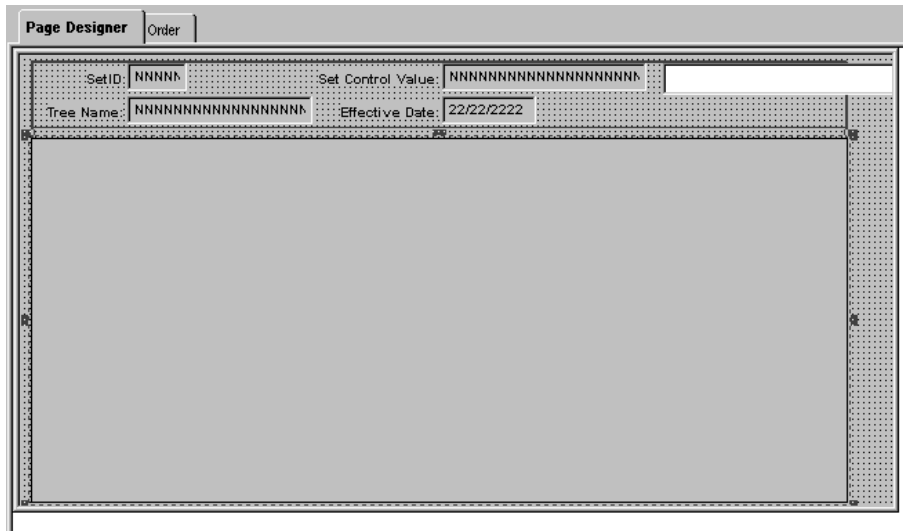 Page Designer Order
SetID: NNNNN Set Control Value: NNNNNNNNNNNNNNNNNNNN
Tree Name: NNNNNNNNNNNNNNNNNN Effective Date: 22/22/2222